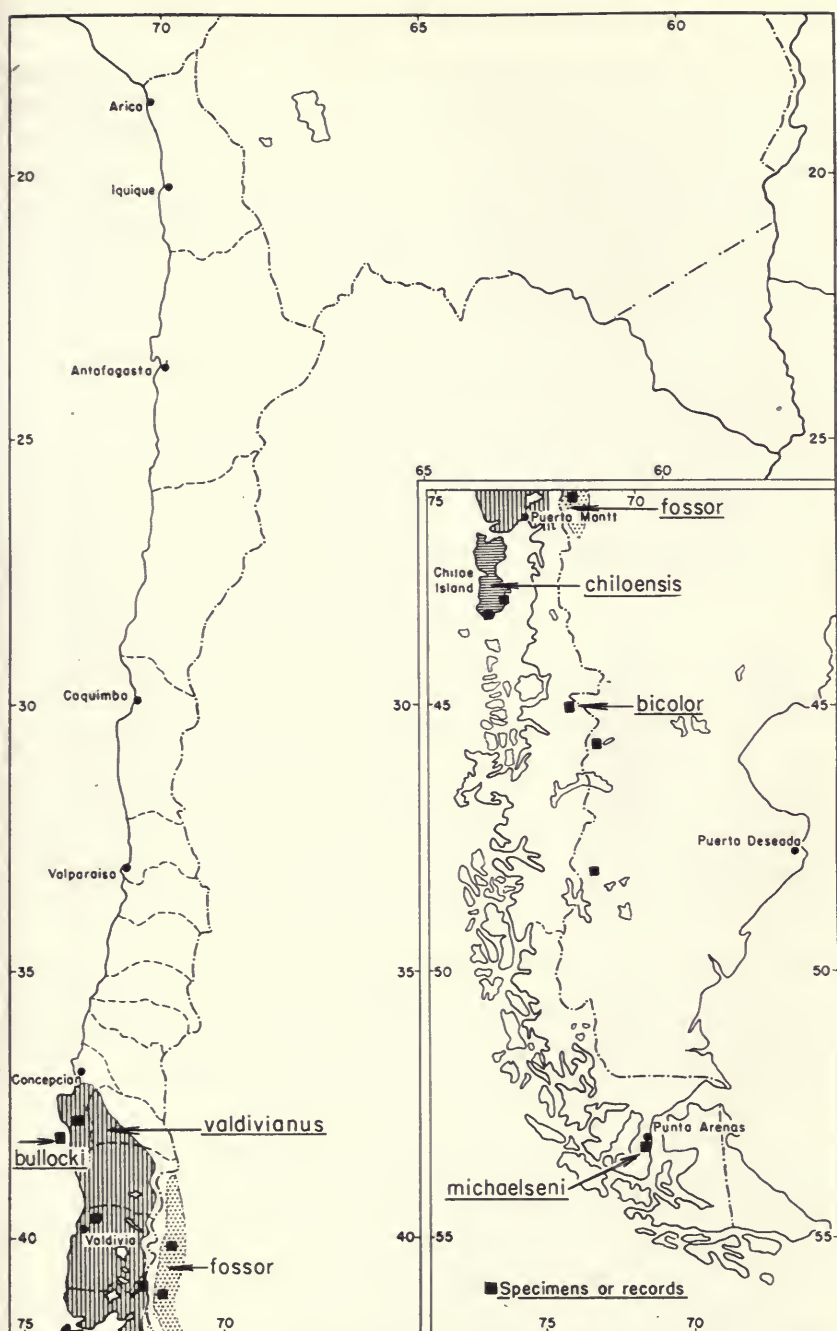 70
65
60
Arica
Iquique
20
20
Antofagasta
25
25
65
60
75
70
Puerto Montt
fossor
Chiloe
Island
chiloensis
Coquimbo
30
30
bicolor
45
45
Puerto Deseado
Valparaiso
35
35
50
50
Concepcion
valdivianus
bullocki
Punta Arenas
michaelseni
40
Valdivia
40
55
55
fossor
Specimens or records
75
70
75
70